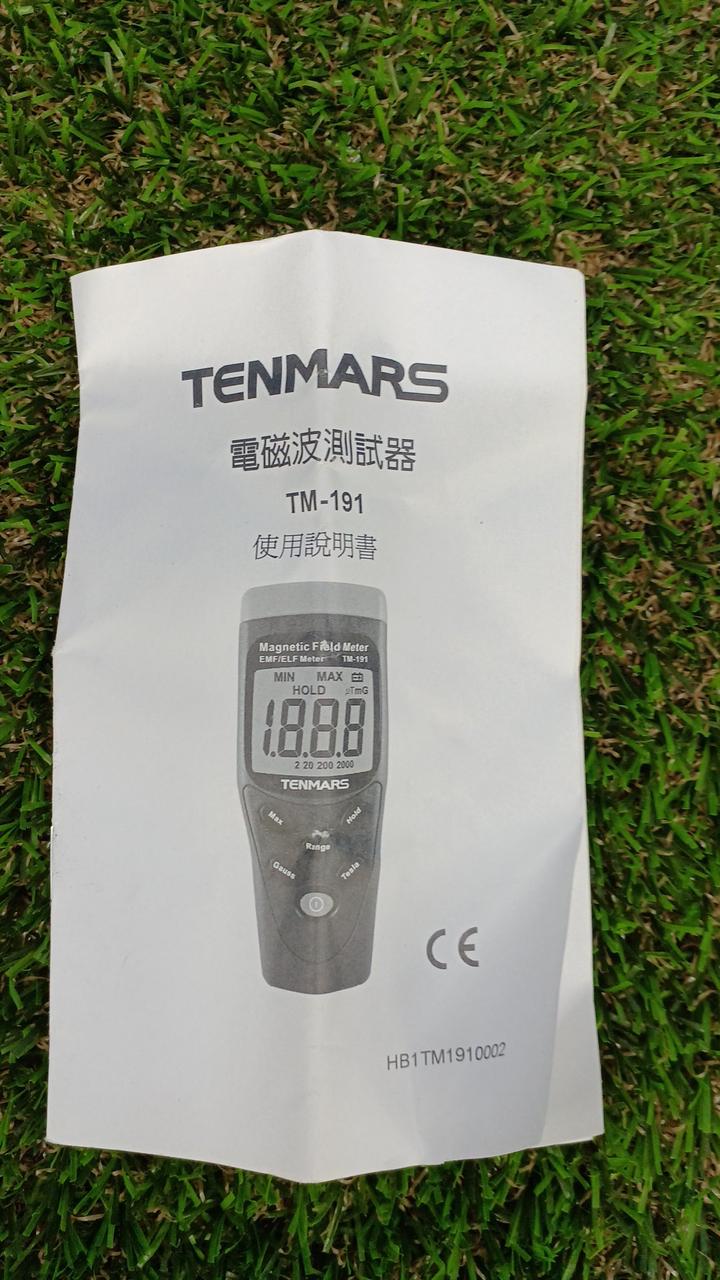 TENMARS
電磁波測試器
TM-191
使用說明書
Magnetic Field Meter
EMF/ELF Meter TM-191
MIN MAX
HOLD µTmG
1.8.8.8
2 20 200 2000
TENMARS
Max Hold
Range
Gauss Tesla
CE
HB1TM1910002